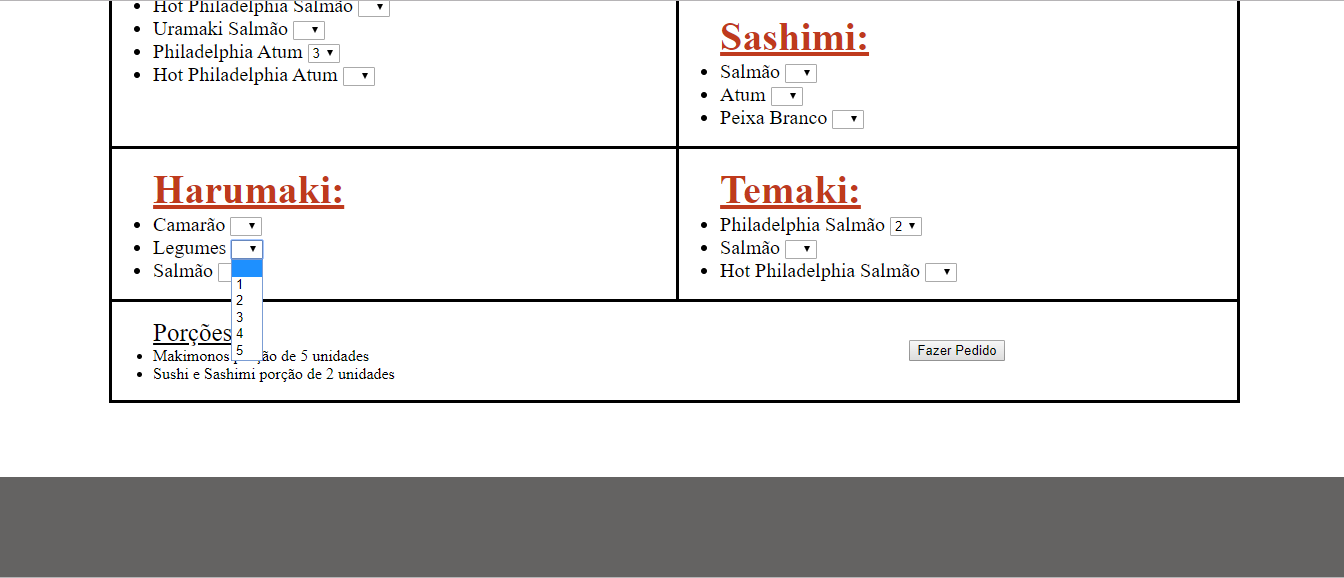 Hot Philadelphia Salmão
Uramaki Salmão
Philadelphia Atum 3
Hot Philadelphia Atum
Sashimi:
Salmão
Atum
Peixa Branco
Harumaki:
Camarão
Legumes
Salmão
1
2
3
4
5
Temaki:
Philadelphia Salmão 2
Salmão
Hot Philadelphia Salmão
Porções
Makimonos porção de 5 unidades
Sushi e Sashimi porção de 2 unidades
Fazer Pedido